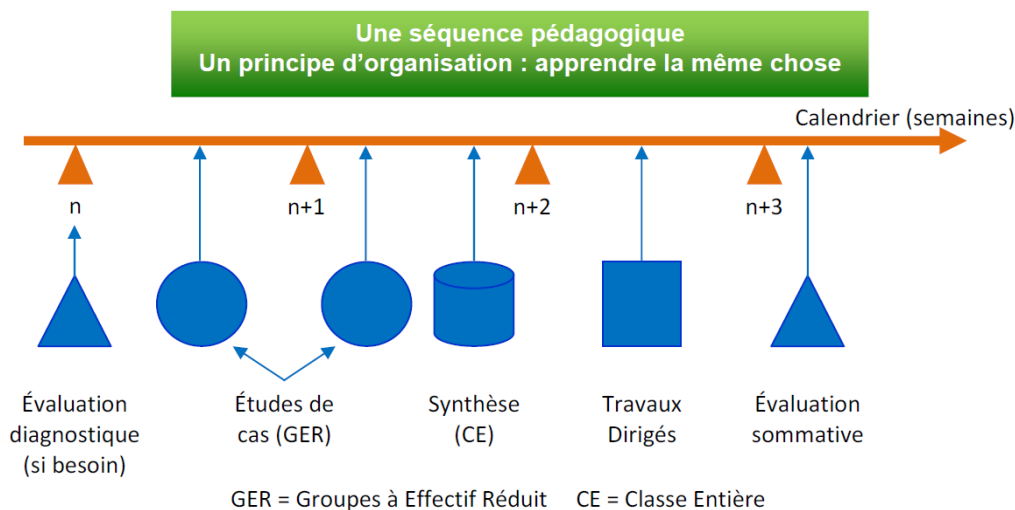 Une séquence pédagogique
Un principe d'organisation : apprendre la même chose
Calendrier (semaines)
n
n+1
n+2
n+3
Évaluation
diagnostique
(si besoin)
Études de
cas (GER)
Synthèse
(CE)
Travaux
Dirigés
Évaluation
sommative
GER = Groupes à Effectif Réduit CE = Classe Entière